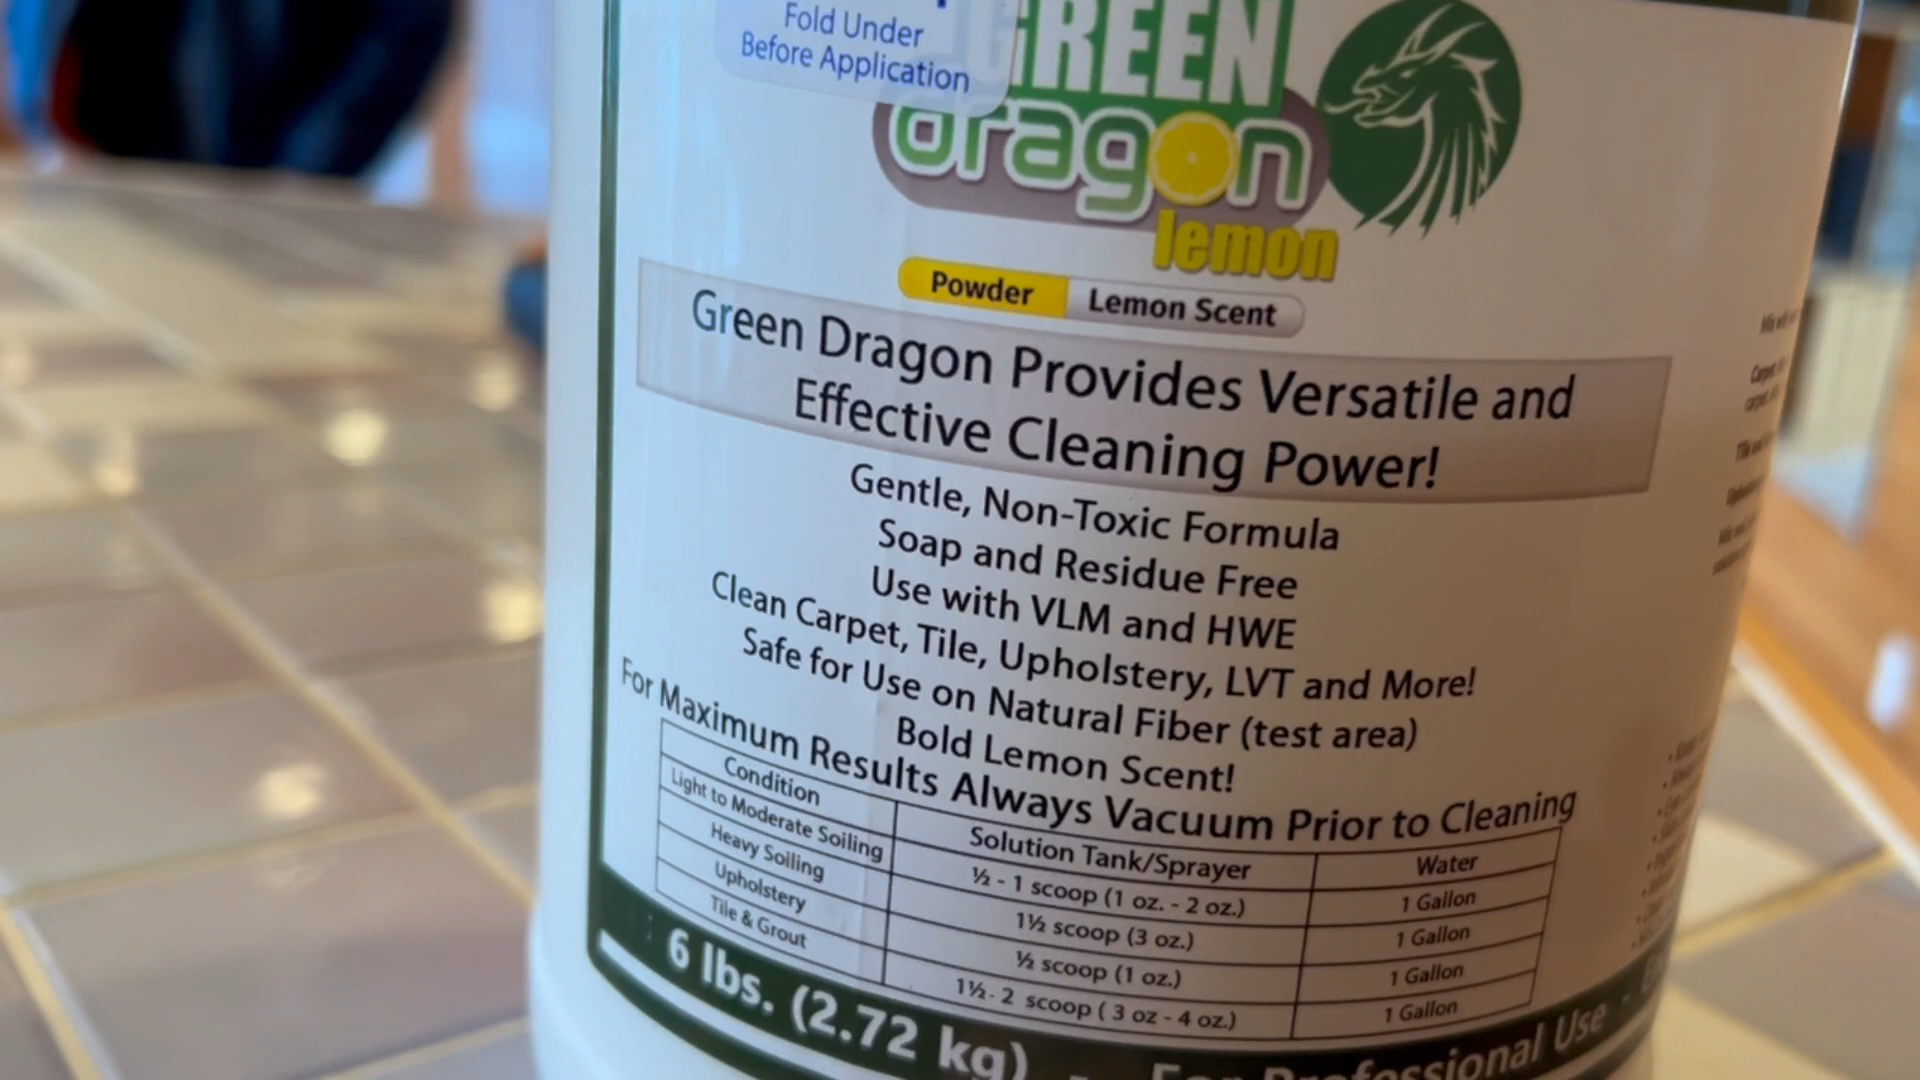 Fold Under
Before Application
GREEN
dragon
lemon
Powder Lemon Scent
Green Dragon Provides Versatile and
Effective Cleaning Power!
Gentle, Non-Toxic Formula
Soap and Residue Free
Use with VLM and HWE
Clean Carpet, Tile, Upholstery, LVT and More!
Safe for Use on Natural Fiber (test area)
Bold Lemon Scent!
For Maximum Results Always Vacuum Prior to Cleaning
Condition Solution Tank/Sprayer Water
Light to Moderate Soiling ½ - 1 scoop (1 oz. - 2 oz.) 1 Gallon
Heavy Soiling 1½ scoop (3 oz.) 1 Gallon
Upholstery ½ scoop (1 oz.) 1 Gallon
Tile & Grout 1½- 2 scoop ( 3 oz - 4 oz.) 1 Gallon
6 lbs. (2.72 kg) - For Professional Use -